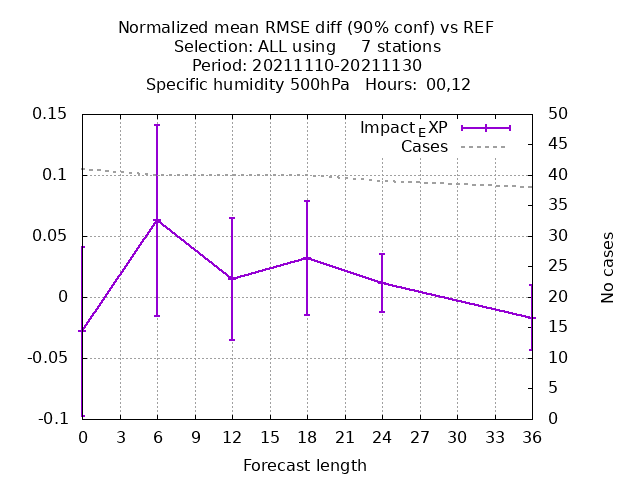 Normalized mean RMSE diff (90% conf) vs REF
Selection: ALL using     7 stations
Period: 20211110-20211130
Specific humidity 500hPa   Hours:  00,12
Impact_EXP
Cases
0.15
0.1
0.05
0
-0.05
-0.1
50
45
40
35
30
25
20
15
10
5
0
No cases
0 3 6 9 12 15 18 21 24 27 30 33 36
Forecast length